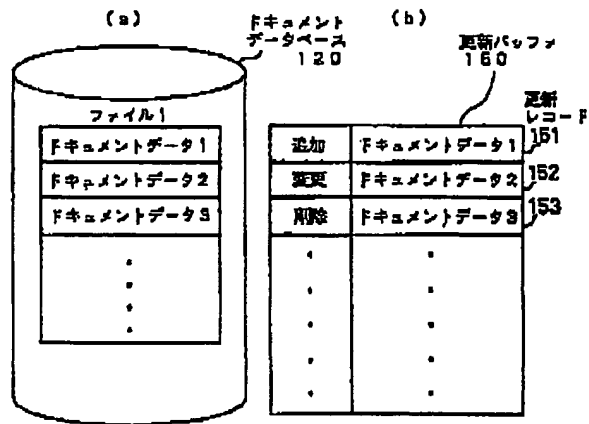 (a)
ドキュメント
データベース
120
ファイル1
ドキュメントデータ1
ドキュメントデータ2
ドキュメントデータ3
(b)
更新バッファ
160
更新
レコード
追加 ドキュメントデータ1 151
変更 ドキュメントデータ2 152
削除 ドキュメントデータ3 153